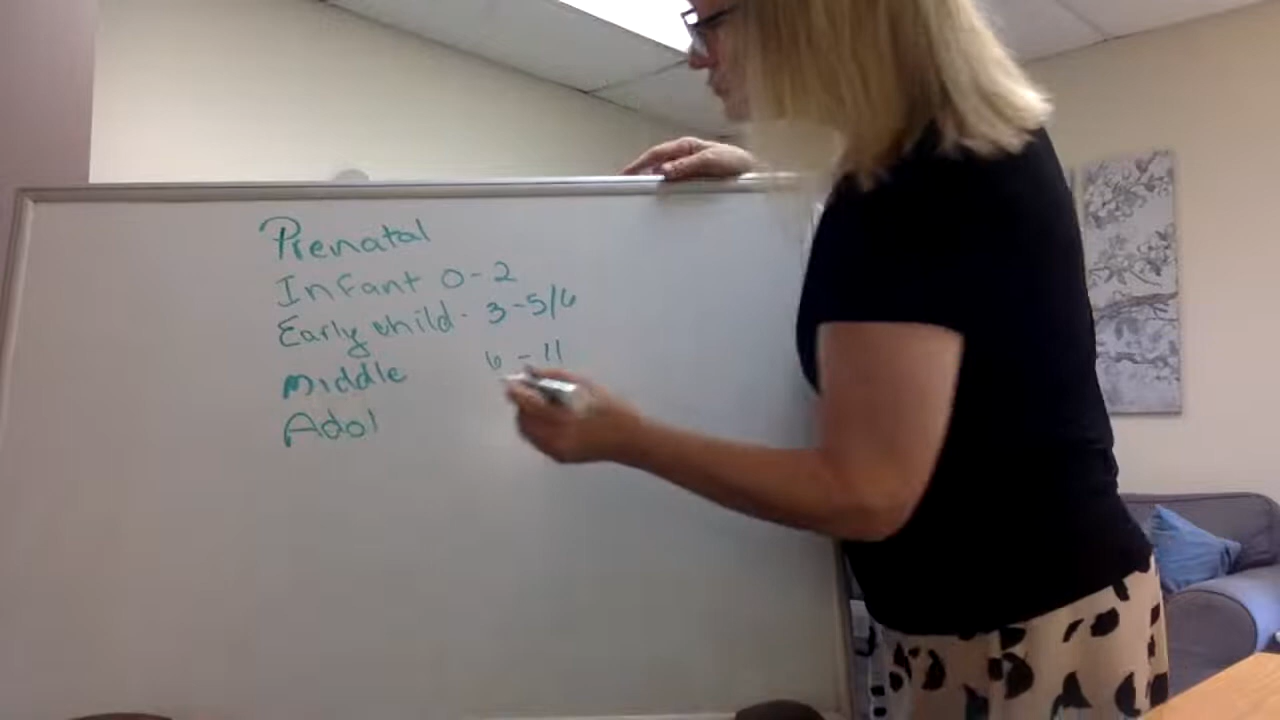 Prenatal
Infant 0-2
Early child. 3-5/6
Middle 6-11
Adol